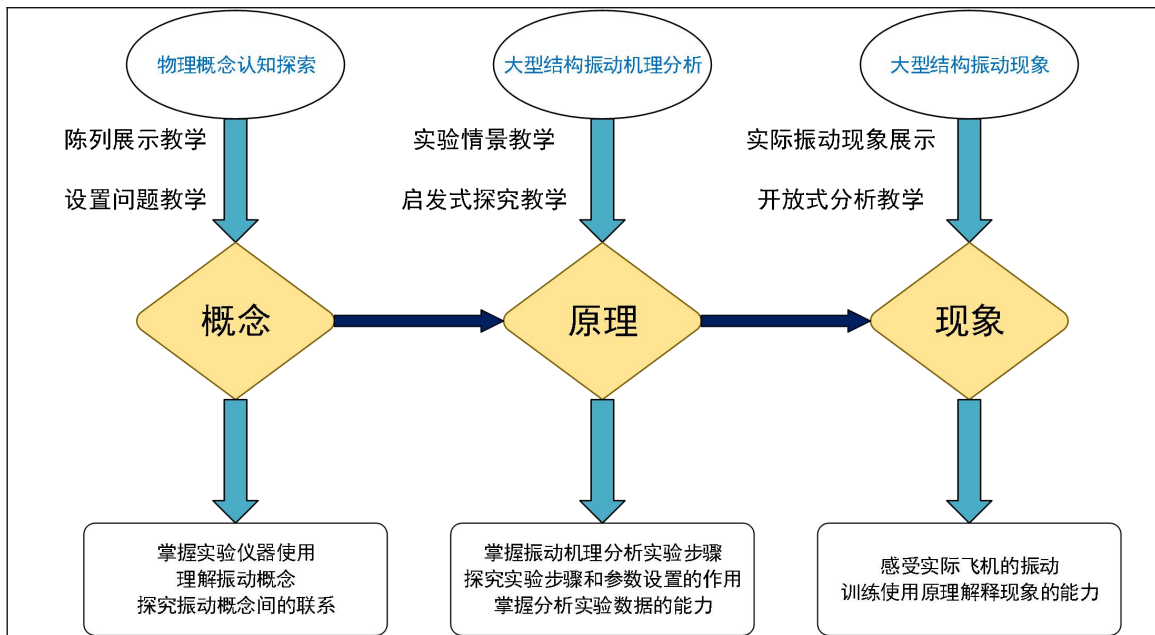 物理概念认知探索
大型结构振动机理分析
大型结构振动现象
陈列展示教学
实验情景教学
实际振动现象展示
设置问题教学
启发式探究教学
开放式分析教学
概念
原理
现象
掌握实验仪器使用
理解振动概念
探究振动概念间的联系
掌握振动机理分析实验步骤
探究实验步骤和参数设置的作用
掌握分析实验数据的能力
感受实际飞机的振动
训练使用原理解释现象的能力